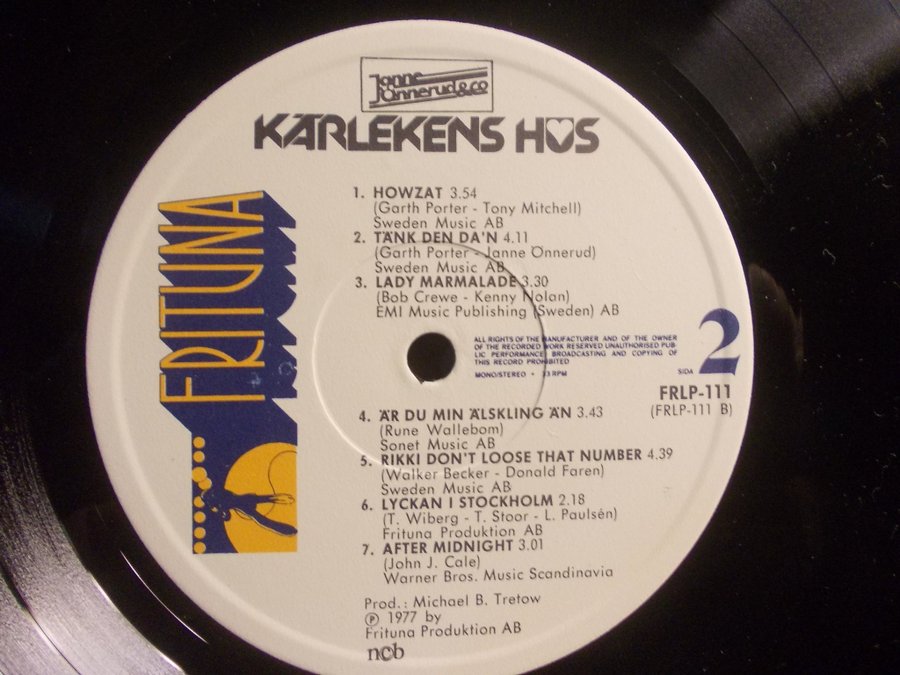 Janne
Önnerud&co
KÄRLEKENS HUS
FRITUNA
1. HOWZAT 3.54
(Garth Porter - Tony Mitchell)
Sweden Music AB
2. TÄNK DEN DA'N 4.11
(Garth Porter - Janne Önnerud)
Sweden Music AB
3. LADY MARMALADE 3.30
(Bob Crewe - Kenny Nolan)
EMI Music Publishing (Sweden) AB
ALL RIGHTS OF THE MANUFACTURER AND OF THE OWNER
OF THE RECORDED WORK RESERVED UNAUTHORISED PUB-
LIC PERFORMANCE BROADCASTING AND COPYING OF
THIS RECORD PROHIBITED
MONO/STEREO • 33 RPM
SIDA 2
FRLP-111
(FRLP-111 B)
4. ÄR DU MIN ÄLSKLING ÄN 3.43
(Rune Wallebom)
Sonet Music AB
5. RIKKI DON'T LOOSE THAT NUMBER 4.39
(Walker Becker - Donald Faren)
Sweden Music AB
6. LYCKAN I STOCKHOLM 2.18
(T. Wiberg - T. Stoor - L. Paulsén)
Frituna Produktion AB
7. AFTER MIDNIGHT 3.01
(John J. Cale)
Warner Bros. Music Scandinavia
Prod.: Michael B. Tretow
℗ 1977 by
Frituna Produktion AB
ncb